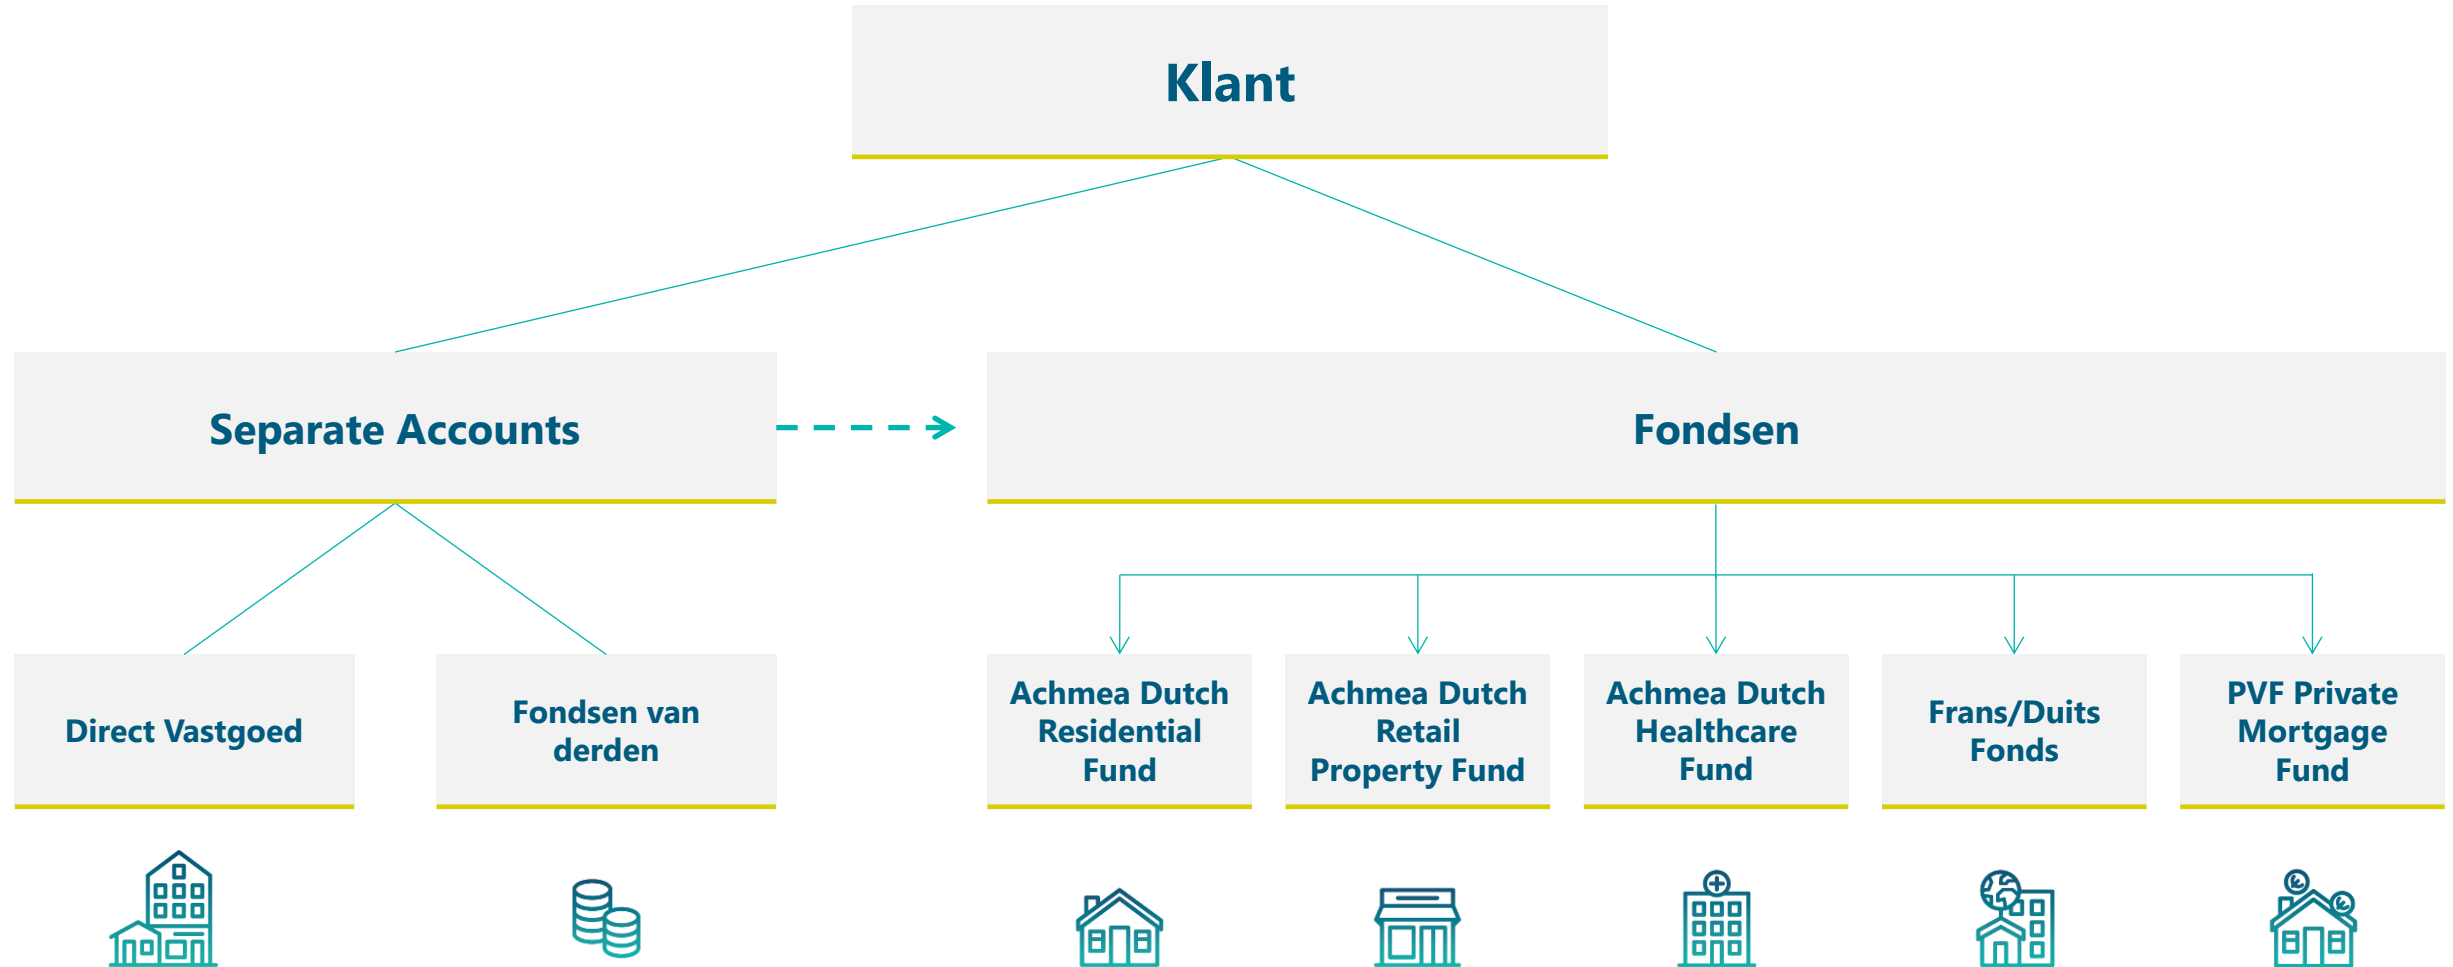 Klant
Separate Accounts
Fondsen
Direct Vastgoed
Fondsen van
derden
Achmea Dutch
Residential
Fund
Achmea Dutch
Retail
Property Fund
Achmea Dutch
Healthcare
Fund
Frans/Duits
Fonds
PVF Private
Mortgage
Fund